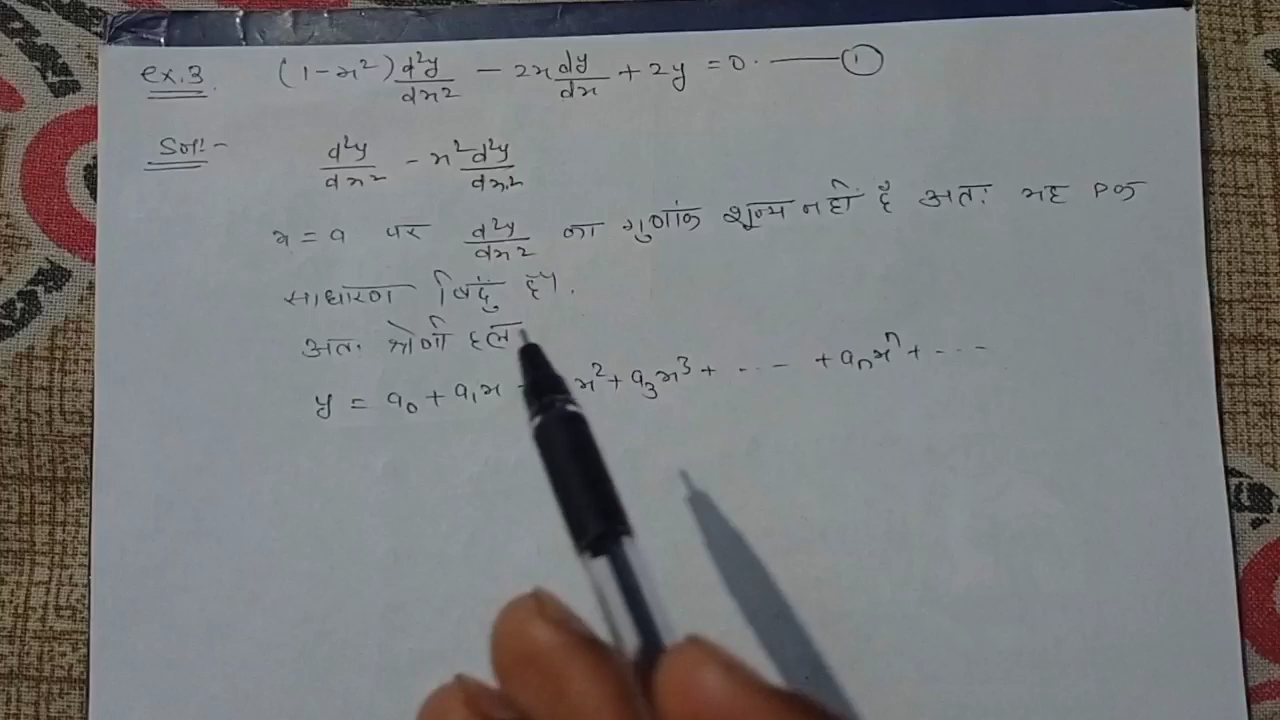 ex.3. (1-x²) d²y/dx² - 2x dy/dx + 2y = 0. ——①
Soln:- d²y/dx² - x² d²y/dx²
x = 0 पर d²y/dx² का गुणांक शून्य नहीं है अतः यह एक
साधारण बिंदु है।
अतः श्रेणी हल
y = a₀ + a₁x x² + a₃x³ + ... + aₙxⁿ + ...